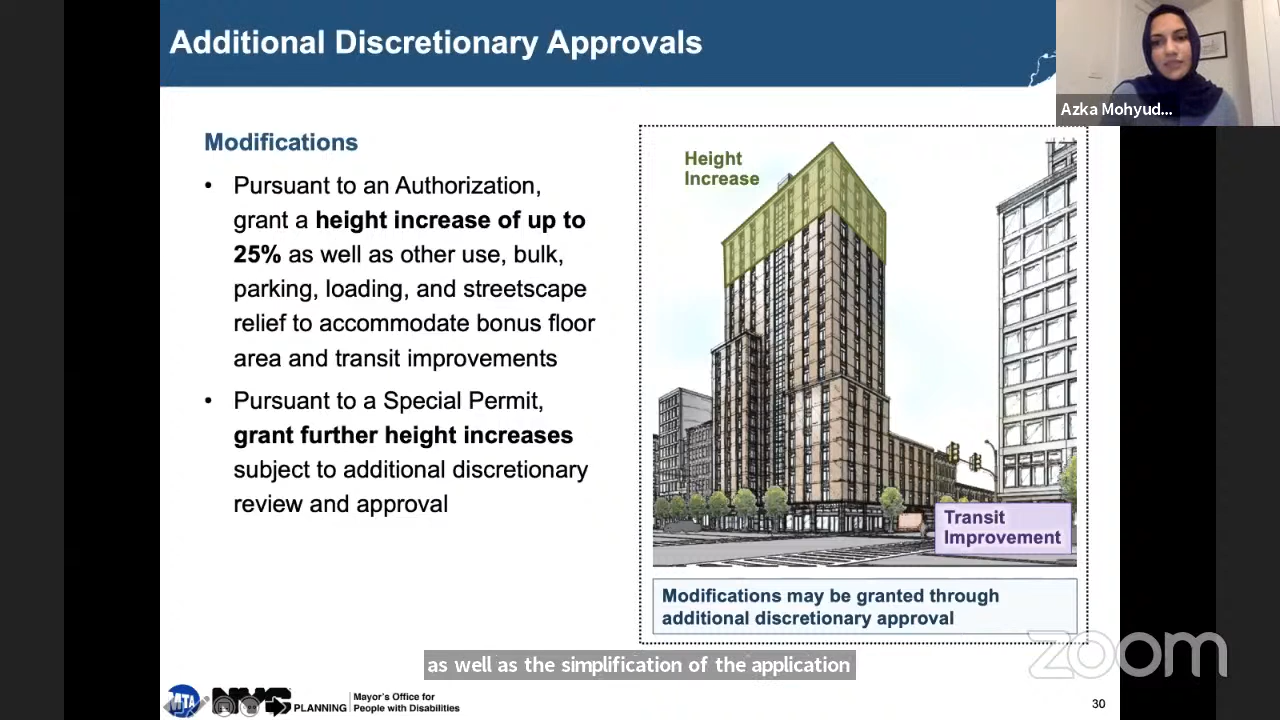 Additional Discretionary Approvals
Azka Mohyud...
Modifications
• Pursuant to an Authorization,
grant a height increase of up to
25% as well as other use, bulk,
parking, loading, and streetscape
relief to accommodate bonus floor
area and transit improvements
• Pursuant to a Special Permit,
grant further height increases
subject to additional discretionary
review and approval
Height
Increase
Transit
Improvement
Modifications may be granted through
additional discretionary approval
as well as the simplification of the application
zoom
MTA
NYC
PLANNING
Mayor's Office for
People with Disabilities
30